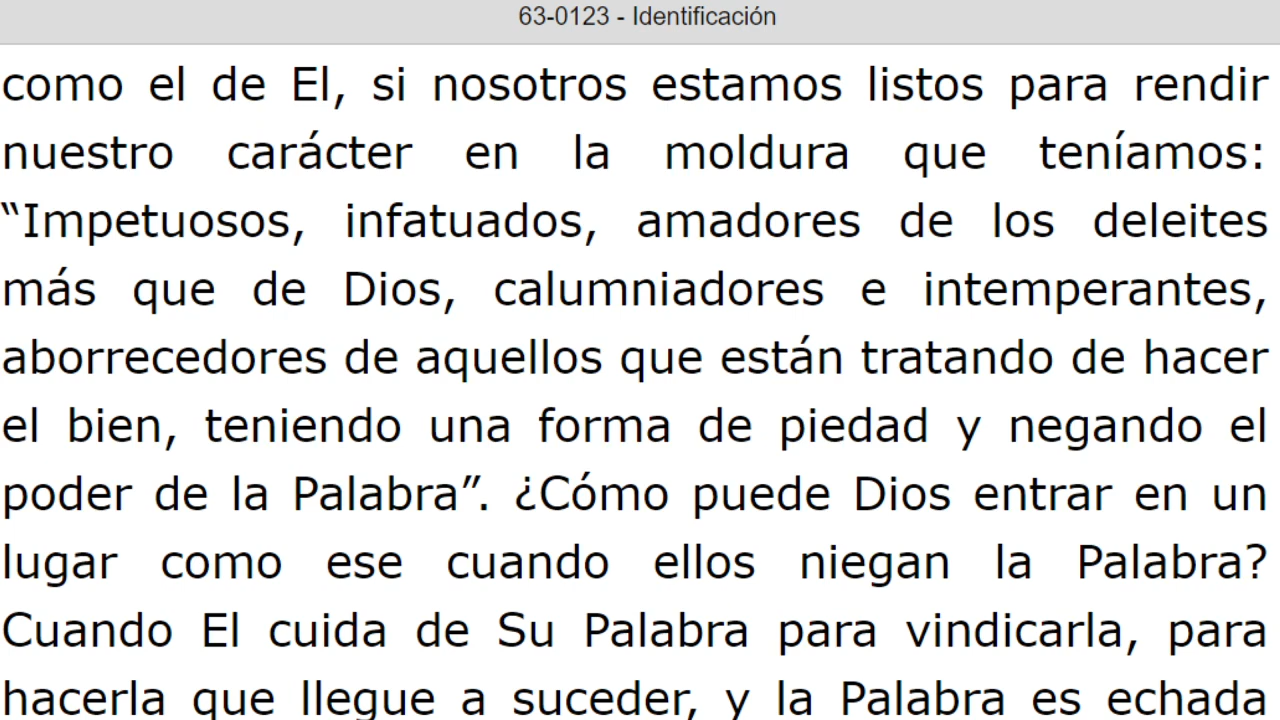 63-0123 - Identificación
como el de El, si nosotros estamos listos para rendir
nuestro carácter en la moldura que teníamos:
“Impetuosos, infatuados, amadores de los deleites
más que de Dios, calumniadores e intemperantes,
aborrecedores de aquellos que están tratando de hacer
el bien, teniendo una forma de piedad y negando el
poder de la Palabra”. ¿Cómo puede Dios entrar en un
lugar como ese cuando ellos niegan la Palabra?
Cuando El cuida de Su Palabra para vindicarla, para
hacerla que llegue a suceder, y la Palabra es echada